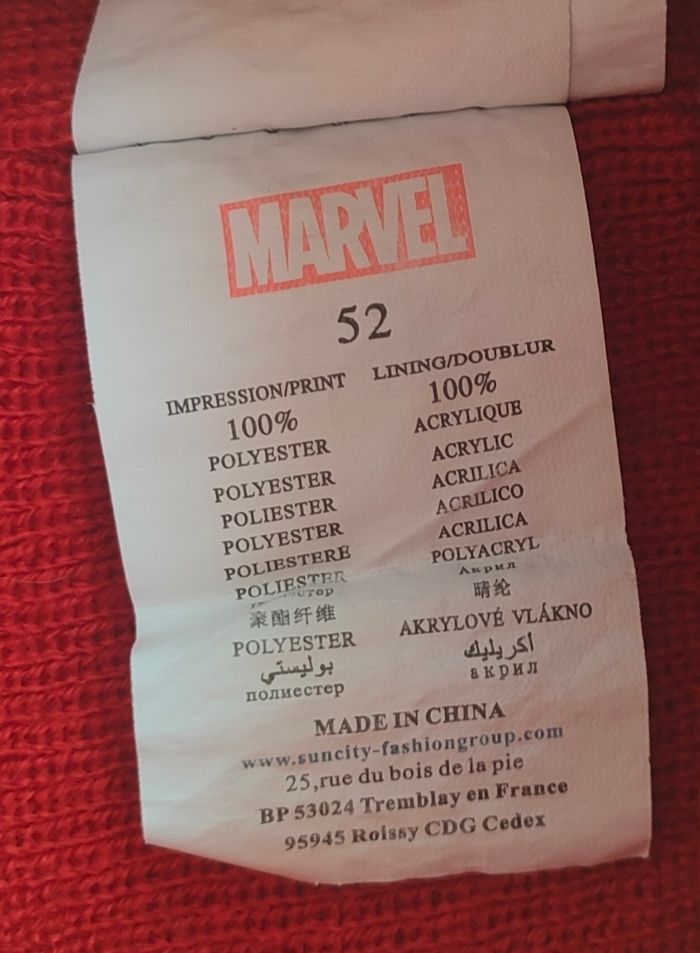 MARVEL
52
IMPRESSION/PRINT
100%
POLYESTER
POLYESTER
POLIESTER
POLYESTER
POLIESTERE
POLIESTER
聚酯纤维
POLYESTER
بوليستي
полиестер
LINING/DOUBLUR
100%
ACRYLIQUE
ACRYLIC
ACRILICA
ACRILICO
ACRILICA
POLYACRYL
Акрил
晴纶
AKRYLOVÉ VLÁKNO
اكريليك
акрил
MADE IN CHINA
www.suncity-fashiongroup.com
25,rue du bois de la pie
BP 53024 Tremblay en France
95945 Roissy CDG Cedex